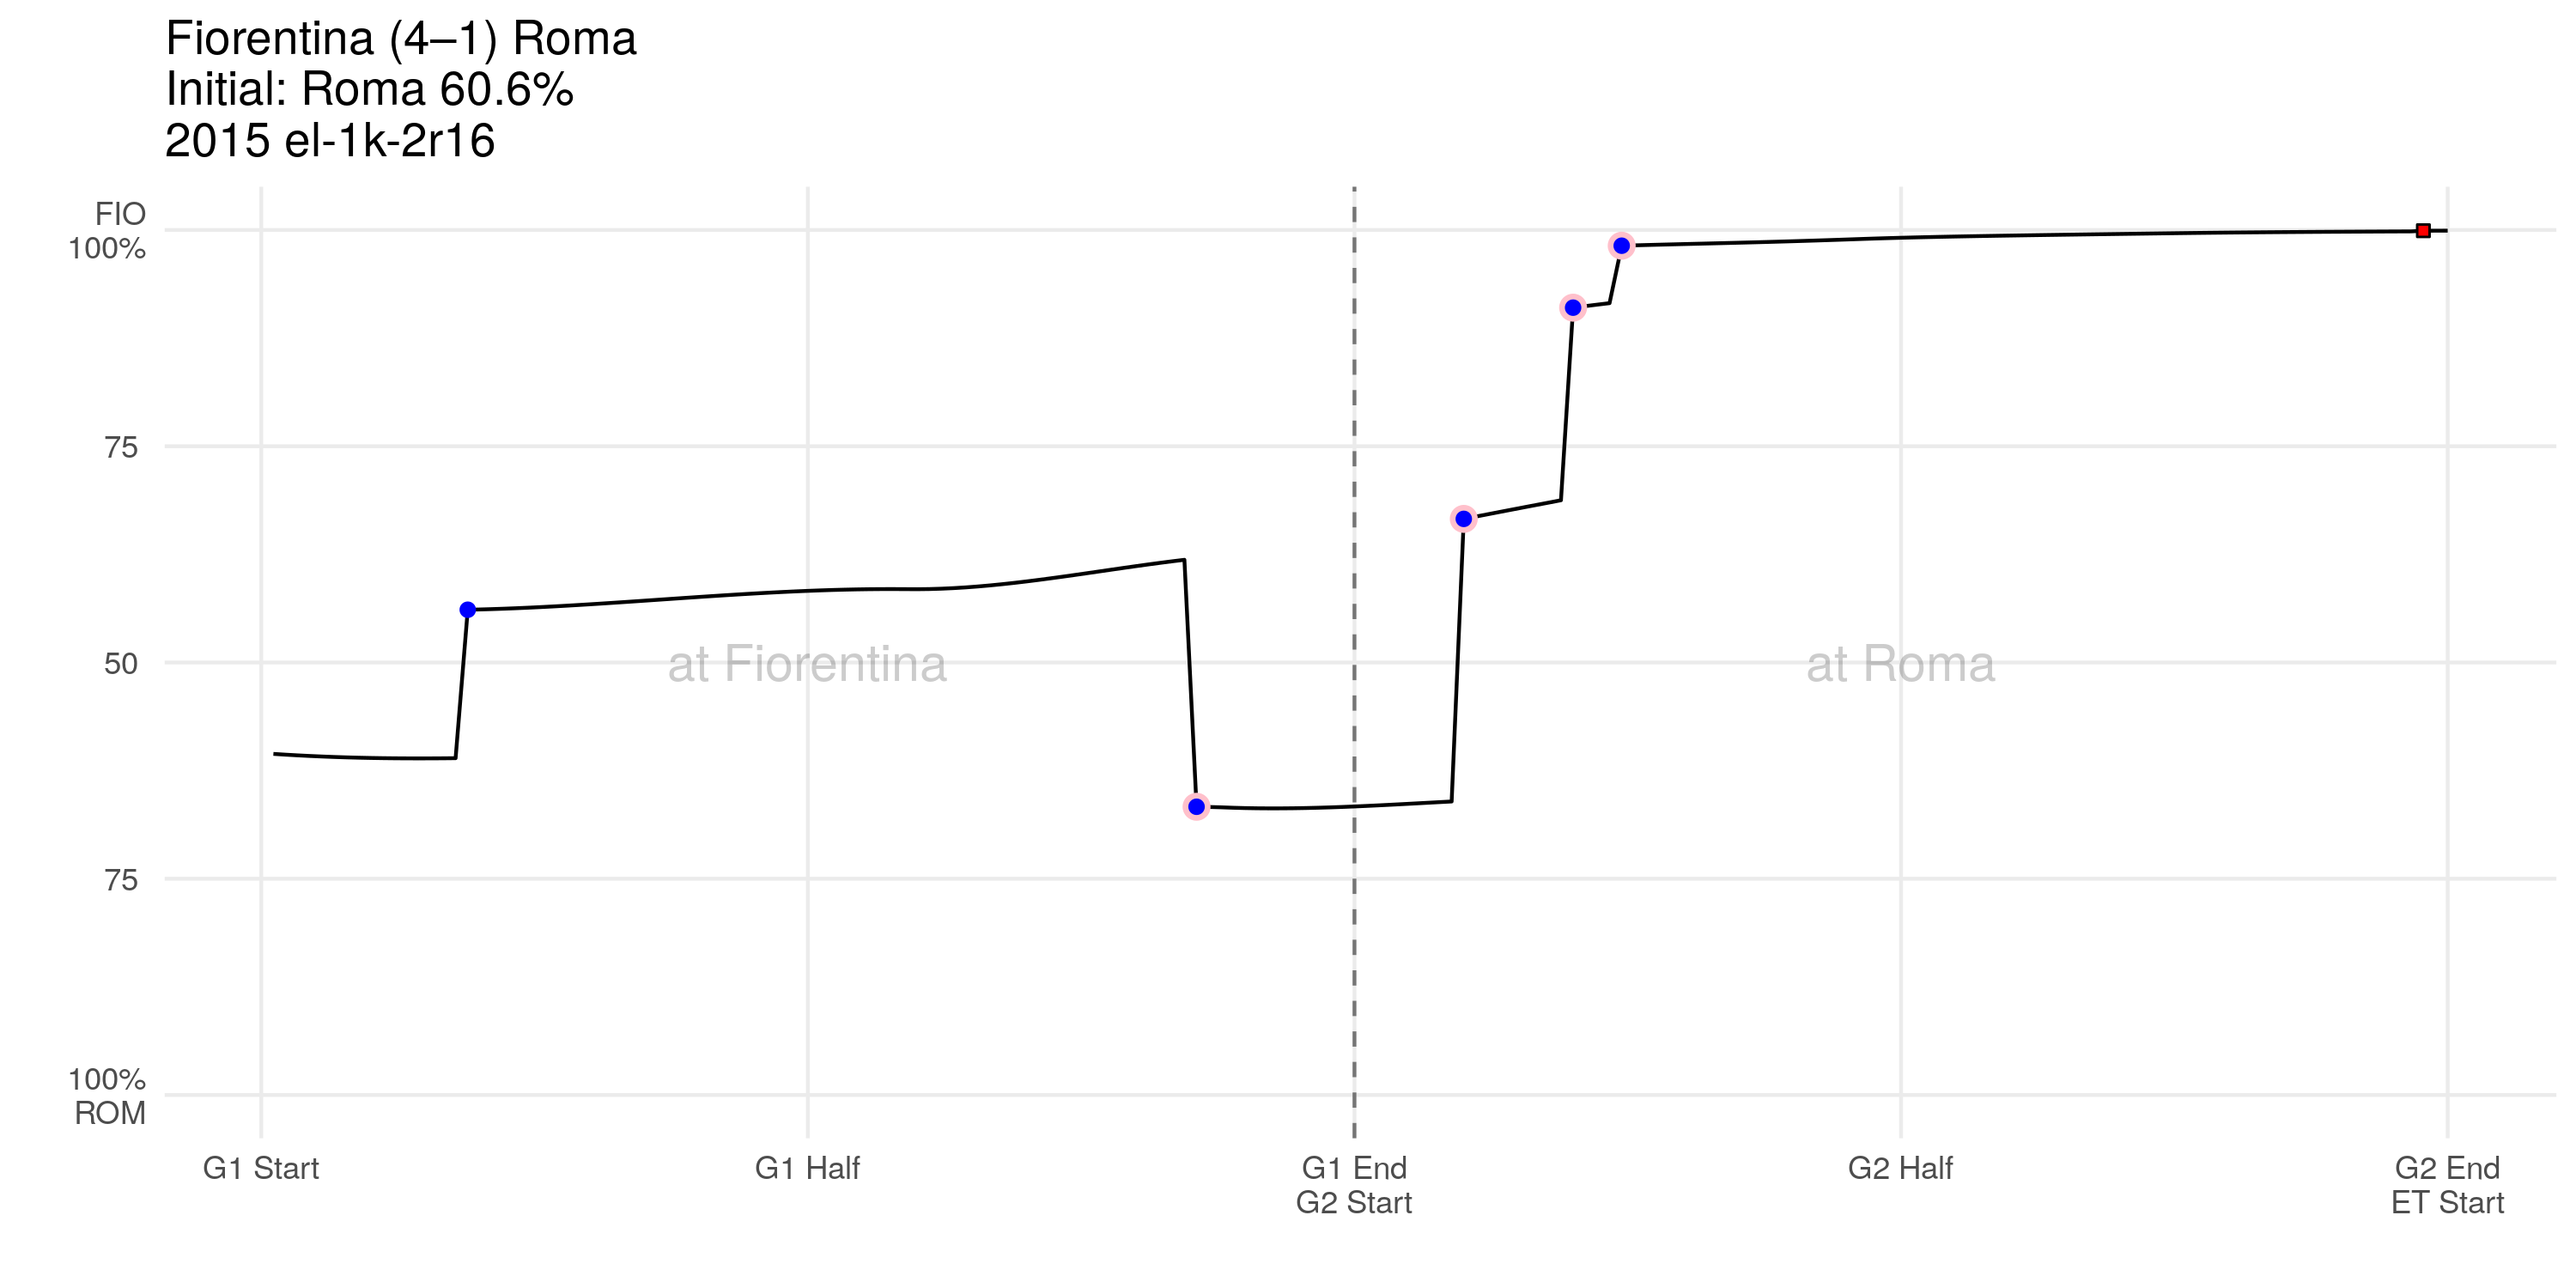 Fiorentina (4–1) Roma
Initial: Roma 60.6%
2015 el-1k-2r16
FIO
100%
75
50
75
100%
ROM
at Fiorentina
at Roma
G1 Start
G1 Half
G1 End
G2 Start
G2 Half
G2 End
ET Start